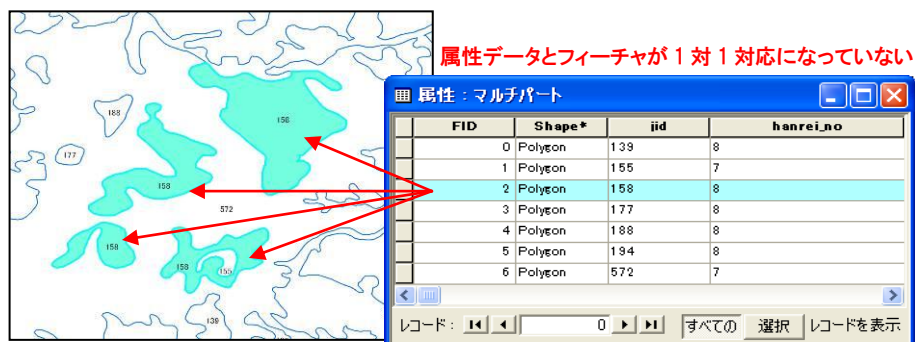 属性データとフィーチャが 1 対 1 対応になっていない
属性 : マルチパート
FID Shape* jid hanrei_no
0 Polygon 139 8
1 Polygon 155 7
2 Polygon 158 8
3 Polygon 177 8
4 Polygon 188 8
5 Polygon 194 8
6 Polygon 572 7
レコード : 0 すべての 選択 レコードを表示
188
158
177
158
572
158
158
155
139